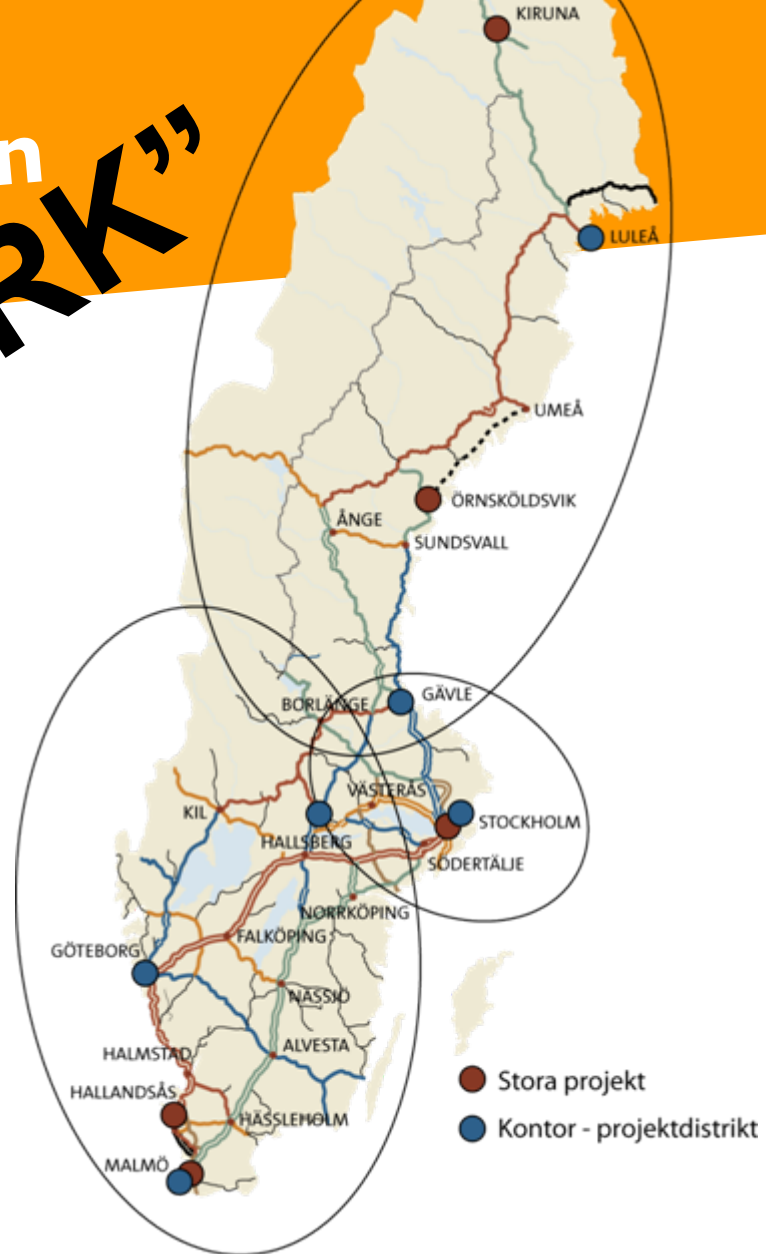 n
RK”
KIRUNA
LULEÅ
UMEÅ
ÖRNSKÖLDSVIK
ÅNGE
SUNDSVALL
GÄVLE
BORLÄNGE
VÄSTERÅS
KIL
STOCKHOLM
HALLSBERG
SÖDERTÄLJE
NORRKÖPING
FALKÖPING
GÖTEBORG
NÄSSJÖ
ALVESTA
HALMSTAD
HALLANDSÅS
HÄSSLEHOLM
MALMÖ
Stora projekt
Kontor - projektdistrikt